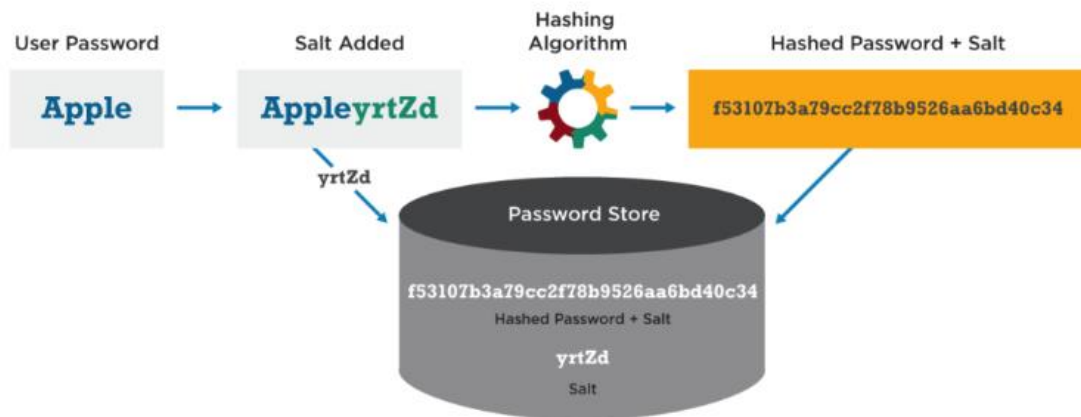 User Password
Salt Added
Hashing
Algorithm
Hashed Password + Salt
Apple
AppleyrtZd
f53107b3a79cc2f78b9526aa6bd40c34
yrtZd
Password Store
f53107b3a79cc2f78b9526aa6bd40c34
Hashed Password + Salt
yrtZd
Salt